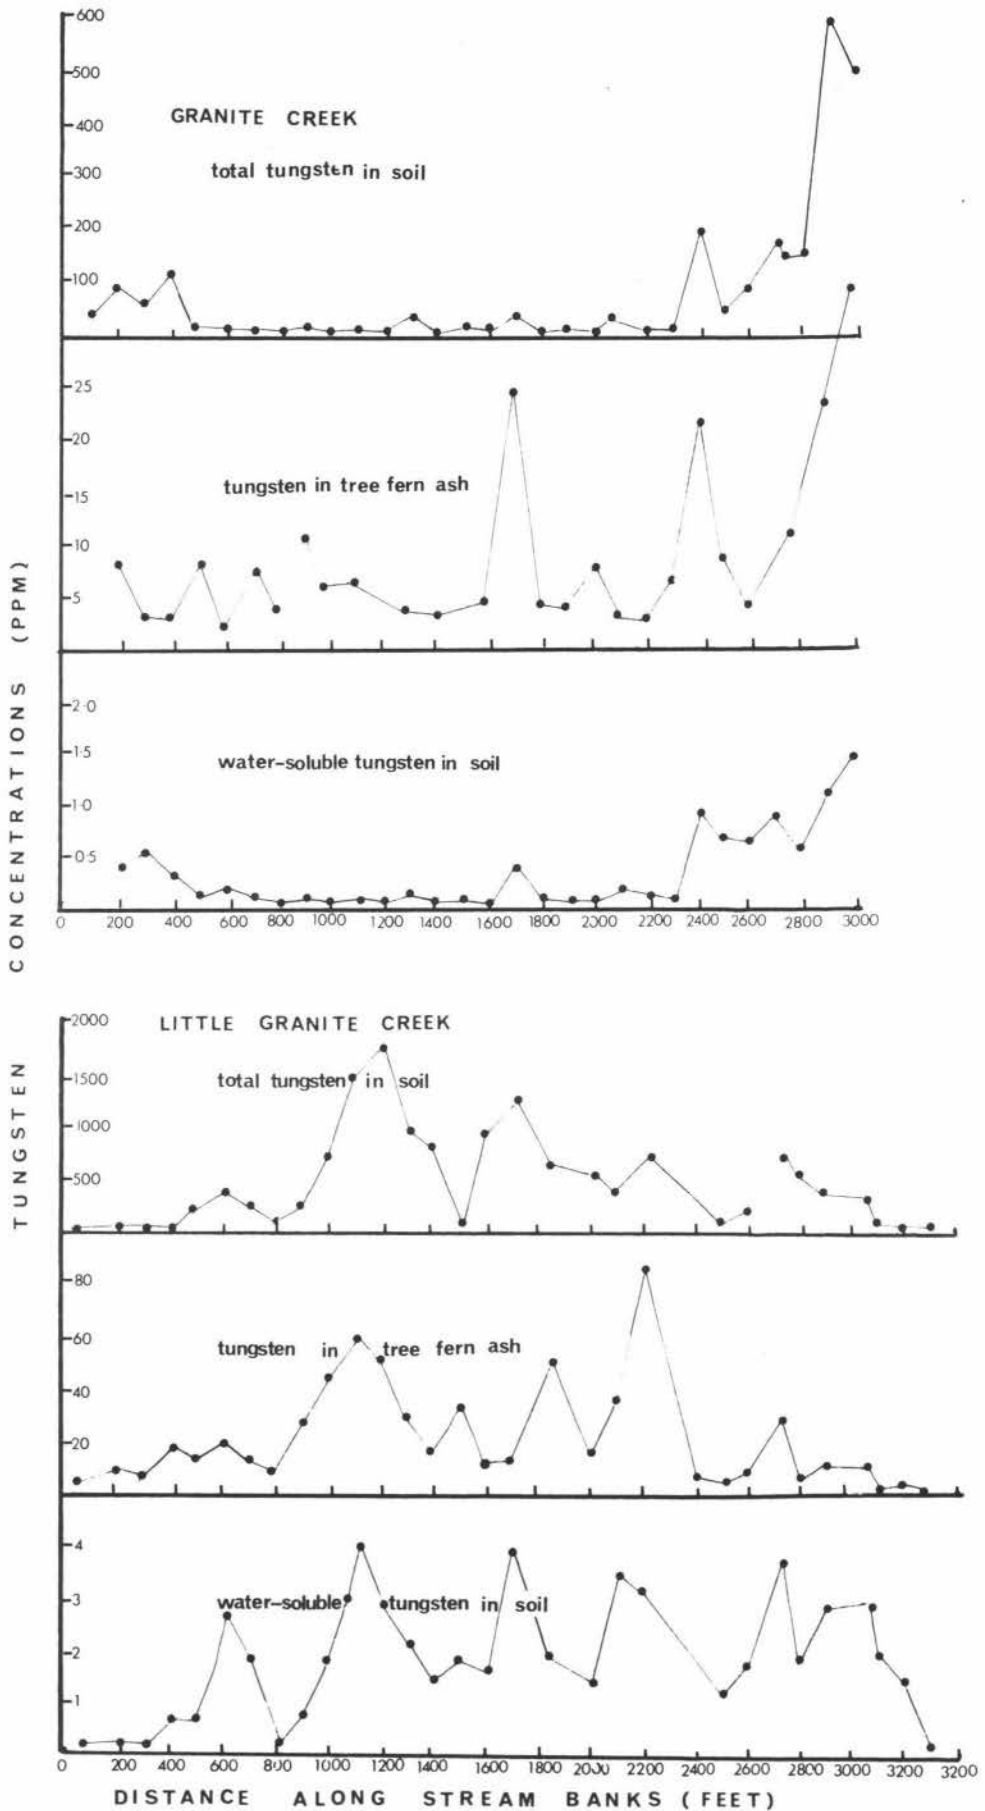 600
500
400
300
200
100
GRANITE CREEK
total tungsten in soil
25
20
15
10
5
tungsten in tree fern ash
2·0
1·5
1·0
0·5
water-soluble tungsten in soil
0 200 400 600 800 1000 1200 1400 1600 1800 2000 2200 2400 2600 2800 3000
TUNGSTEN CONCENTRATIONS (PPM)
2000
1500
1000
500
LITTLE GRANITE CREEK
total tungsten in soil
80
60
40
20
tungsten in tree fern ash
4
3
2
1
water-soluble tungsten in soil
0 200 400 600 800 1000 1200 1400 1600 1800 2000 2200 2400 2600 2800 3000 3200
DISTANCE ALONG STREAM BANKS (FEET)